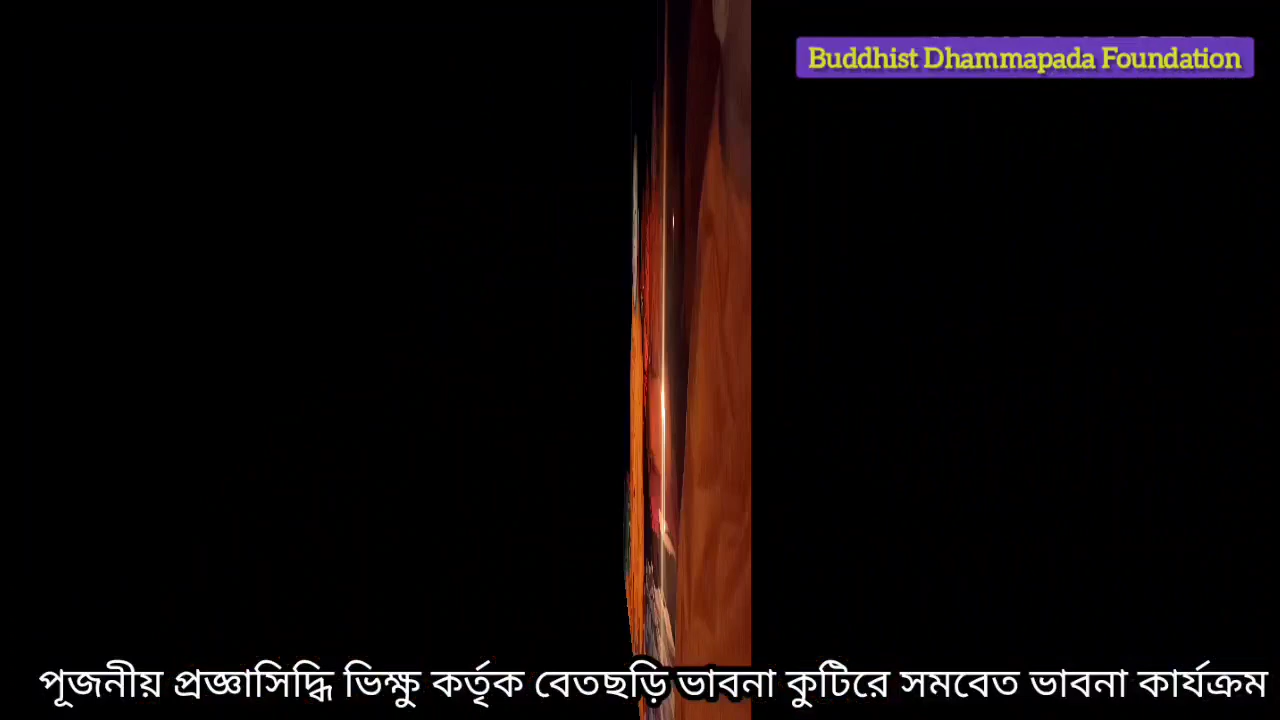 Buddhist Dhammapada Foundation
পূজনীয় প্রজ্ঞাসিদ্ধি ভিক্ষু কর্তৃক বেতছড়ি ভাবনা কুটিরে সমবেত ভাবনা কার্যক্রম